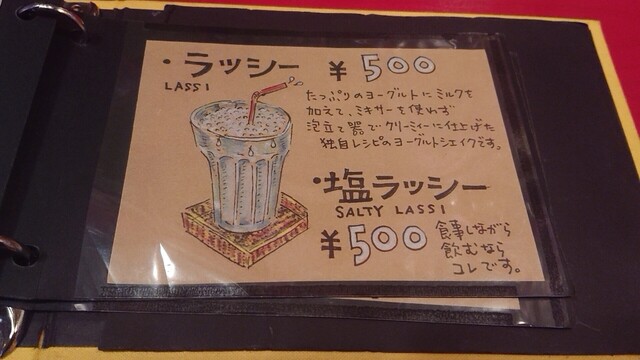 ・ラッシー ¥500
LASSI
たっぷりのヨーグルトにミルクを
加えて、ミキサーを使わず
泡立て器でクリーミーに仕上げた
独自レシピのヨーグルトシェイクです。
・塩ラッシー
SALTY LASSI
¥500
食事しながら
飲むなら
コレです。